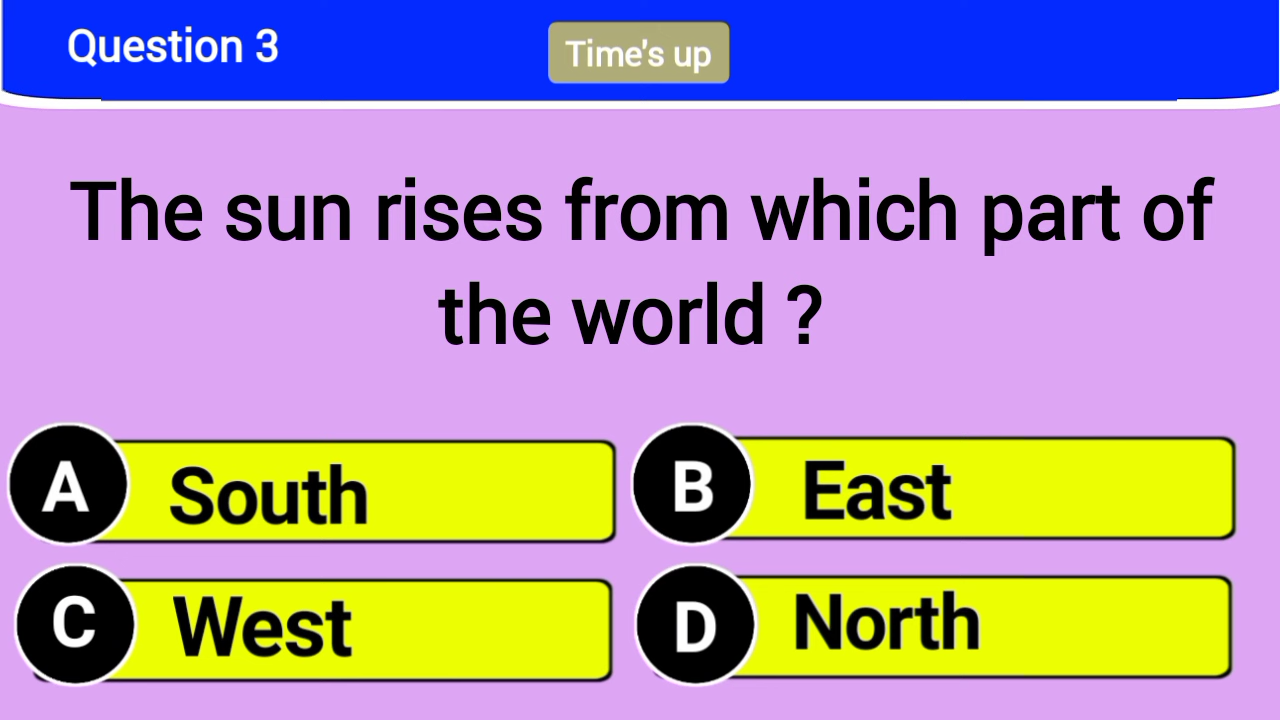 Question 3
Time's up
The sun rises from which part of
the world ?
A South
B East
C West
D North